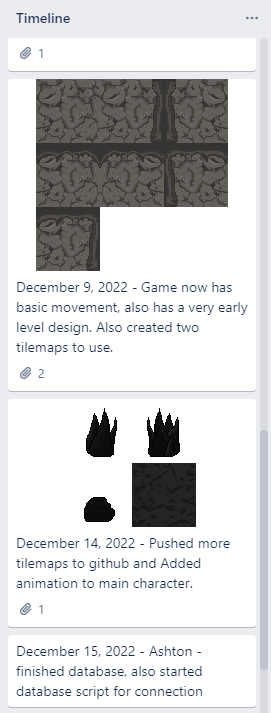 Timeline
1
December 9, 2022 - Game now has
basic movement, also has a very early
level design. Also created two
tilemaps to use.
2
December 14, 2022 - Pushed more
tilemaps to github and Added
animation to main character.
1
December 15, 2022 - Ashton -
finished database, also started
database script for connection